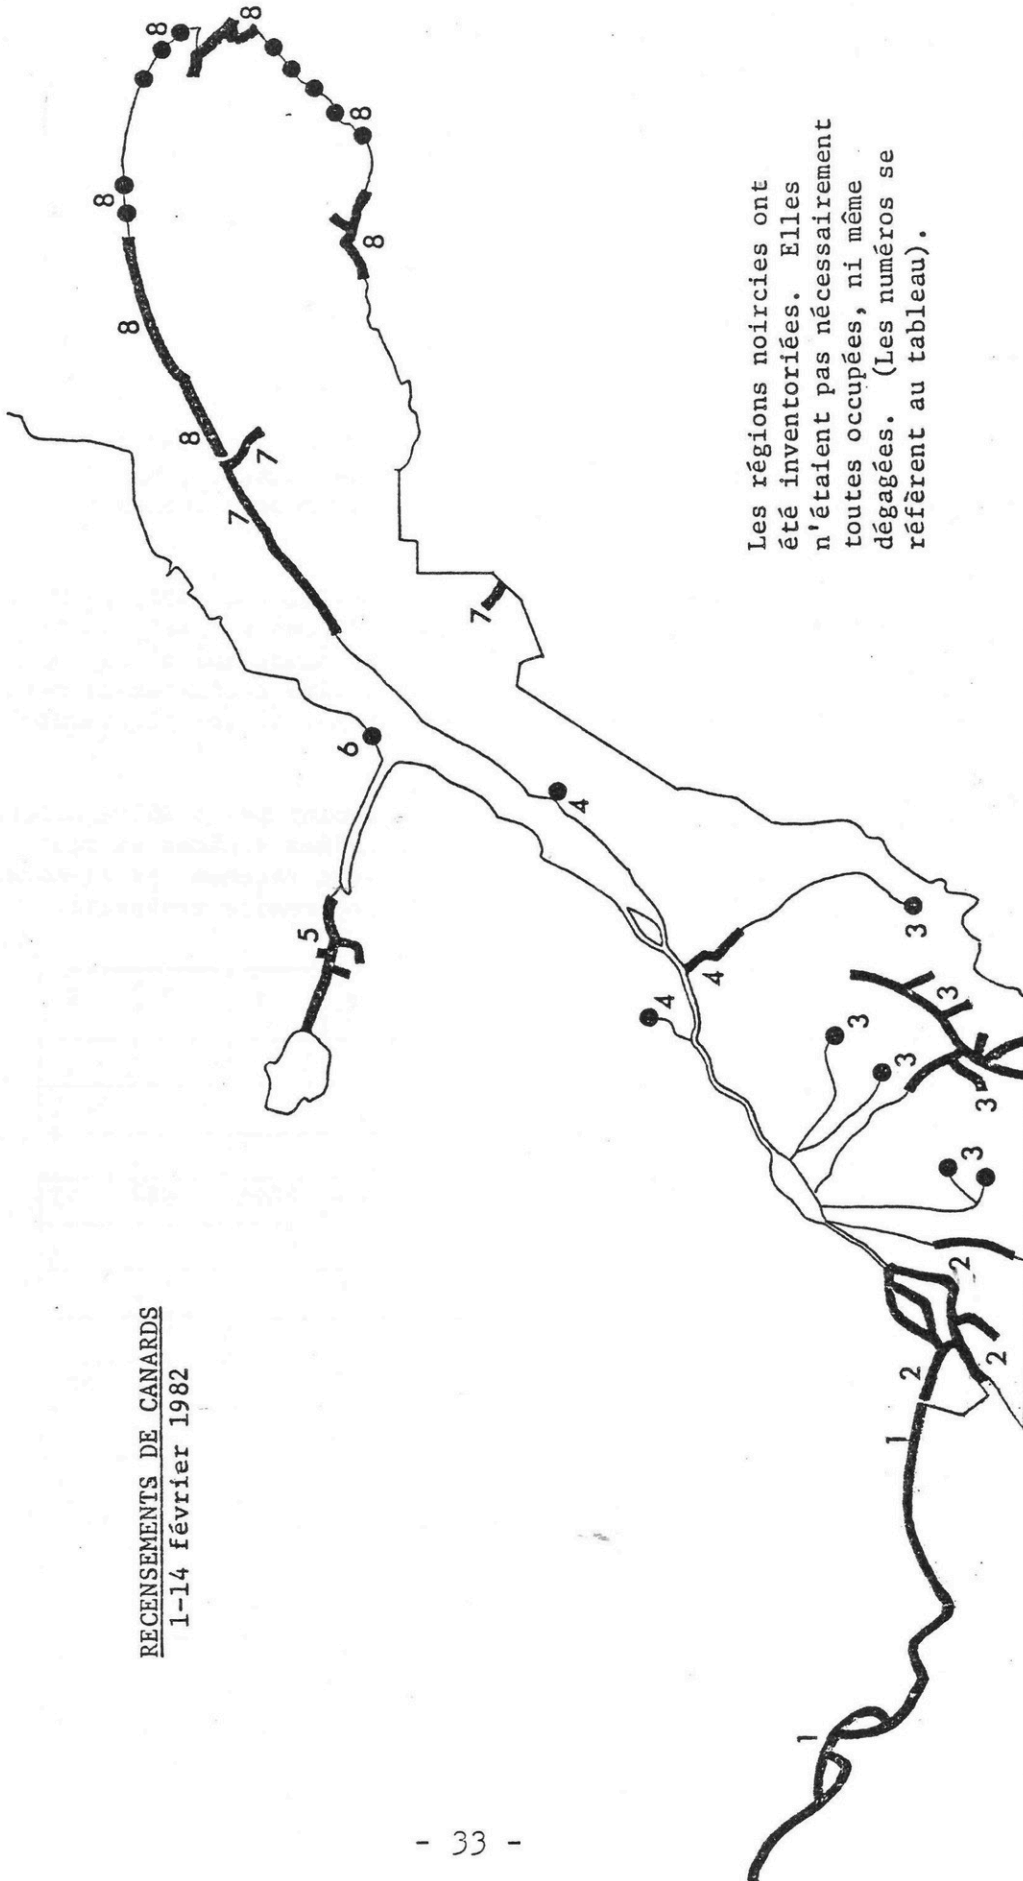 RECENSEMENTS DE CANARDS
1-14 février 1982
8
8
8
8
8
8
8
7
7
7
6
5
4
4
4
3
3
3
3
3
3
2
2
2
1
1
Les régions noircies ont
été inventoriées. Elles
n'étaient pas nécessairement
toutes occupées, ni même
dégagées. (Les numéros se
réfèrent au tableau).
- 33 -